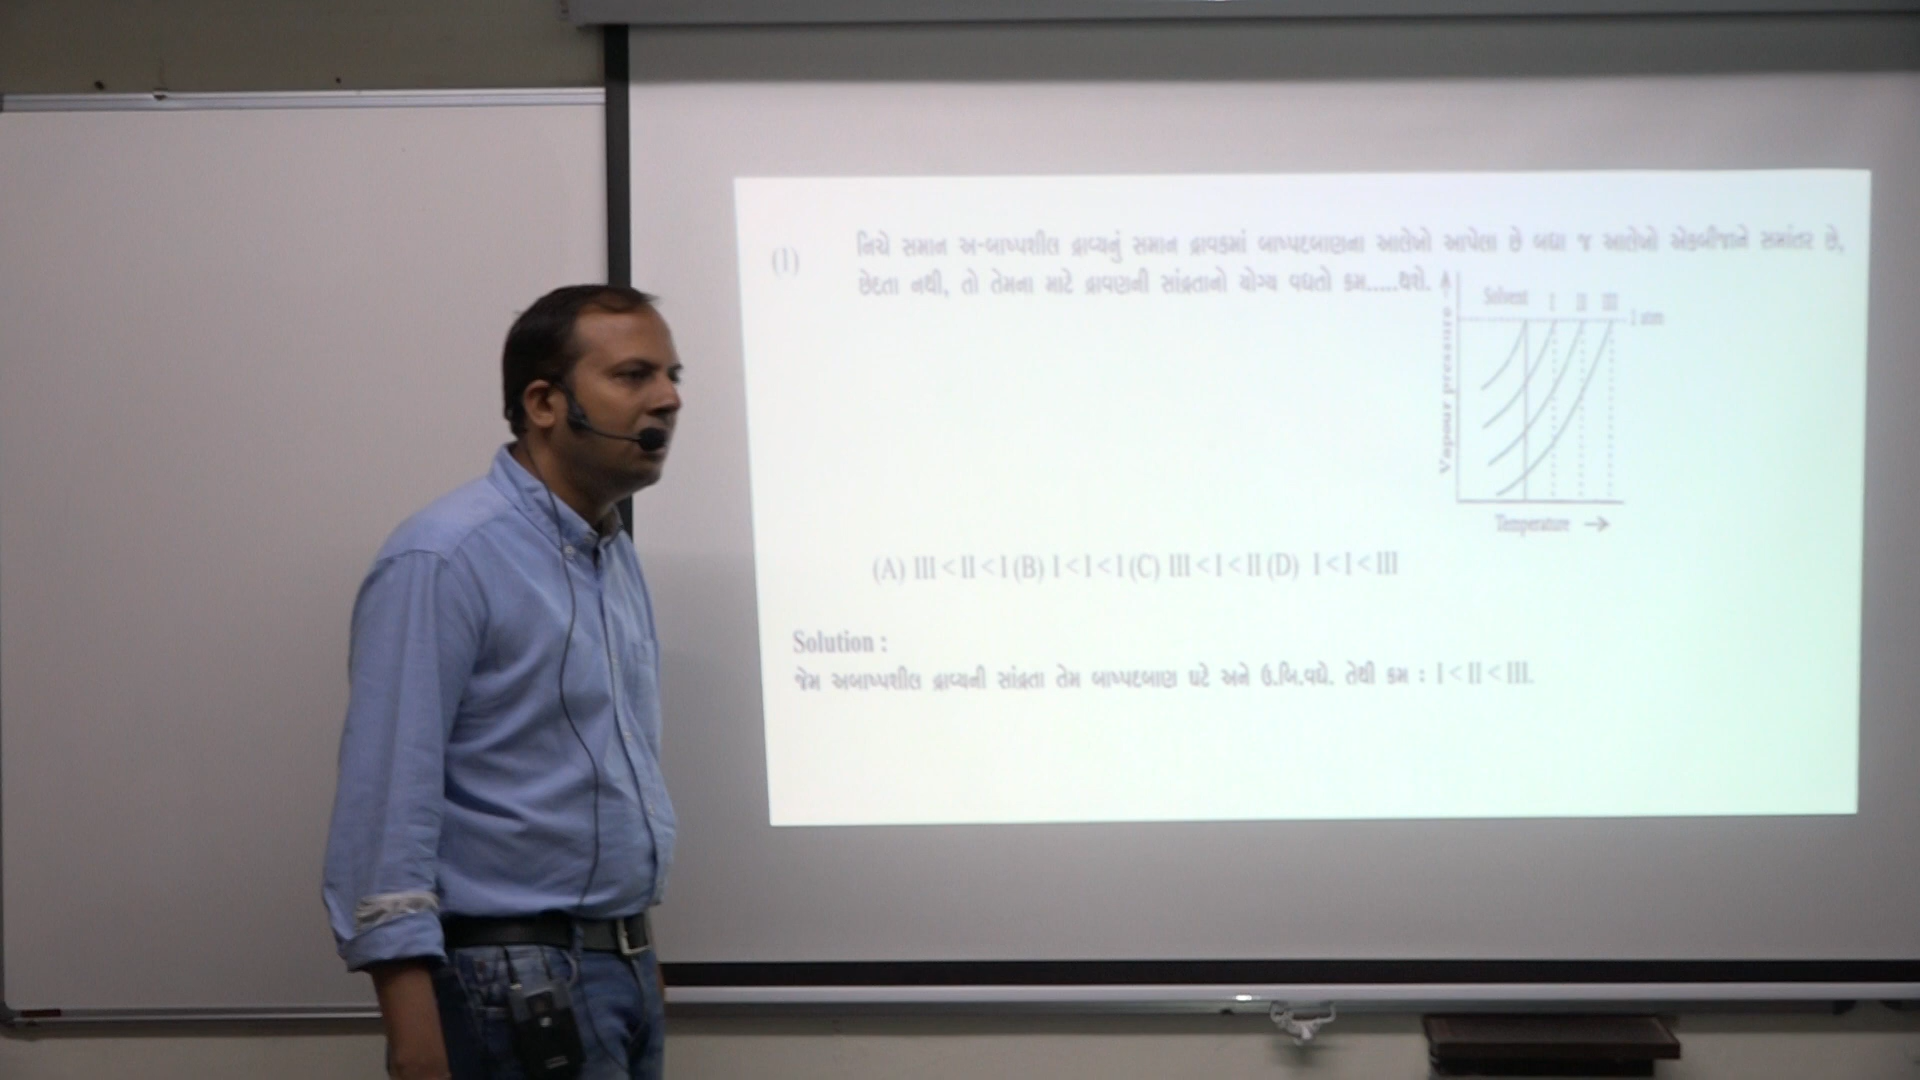 (1) નિચે સમાન અ-બાષ્પશીલ દ્રાવ્યનું સમાન દ્રાવકમાં બાષ્પદબાણના આલેખો આપેલા છે બધા જ આલેખો એકબીજાને સમાંતર છે,
છેદતા નથી, તો તેમના માટે દ્રાવણની સાંદ્રતાનો યોગ્ય વધતો ક્રમ.....થશે.
Solvent I II III
1 atm
Vapour pressure
Temperature →
(A) III < II < I (B) I < I < I (C) III < I < II (D) I < I < III
Solution :
જેમ અબાષ્પશીલ દ્રાવ્યની સાંદ્રતા તેમ બાષ્પદબાણ ઘટે અને ઉ.બિ.વધે. તેથી ક્રમ : I < II < III.